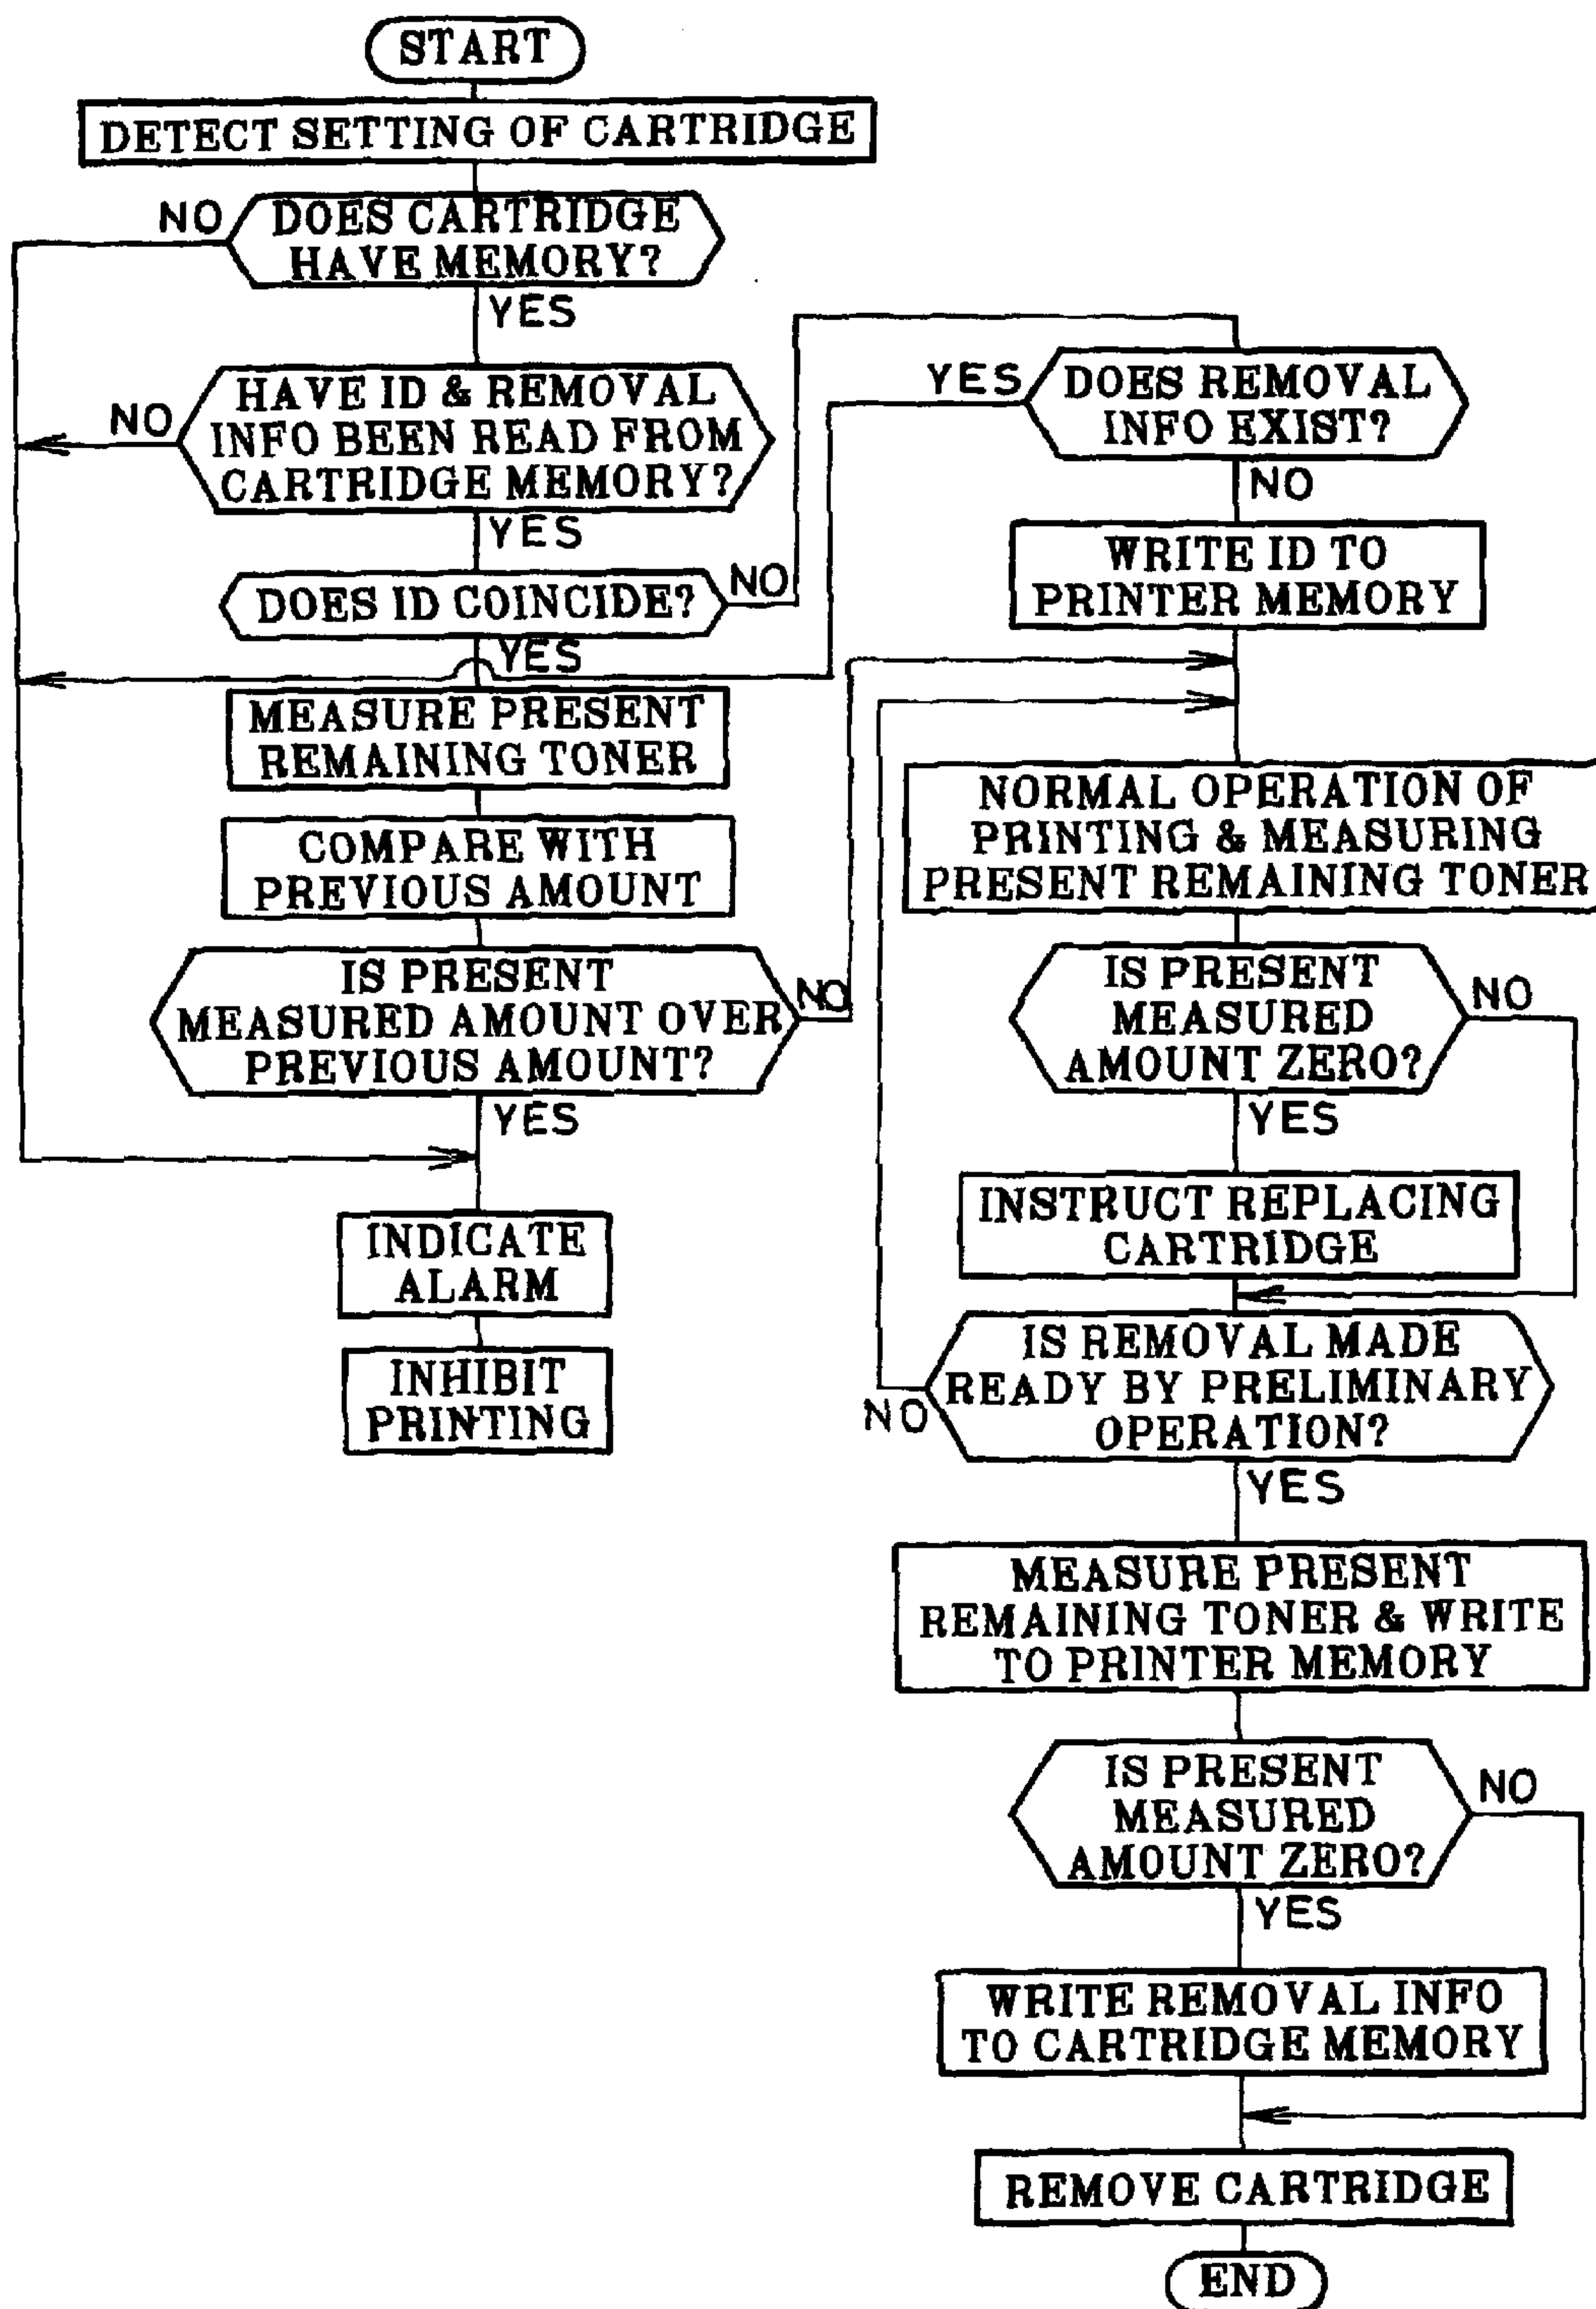 START
DETECT SETTING OF CARTRIDGE
NO
DOES CARTRIDGE
HAVE MEMORY?
YES
HAVE ID & REMOVAL
INFO BEEN READ FROM
CARTRIDGE MEMORY?
NO
YES
DOES ID COINCIDE?
NO
YES
MEASURE PRESENT
REMAINING TONER
COMPARE WITH
PREVIOUS AMOUNT
IS PRESENT
MEASURED AMOUNT OVER
PREVIOUS AMOUNT?
NO
YES
INDICATE
ALARM
INHIBIT
PRINTING
YES
DOES REMOVAL
INFO EXIST?
NO
WRITE ID TO
PRINTER MEMORY
NORMAL OPERATION OF
PRINTING & MEASURING
PRESENT REMAINING TONER
IS PRESENT
MEASURED
AMOUNT ZERO?
NO
YES
INSTRUCT REPLACING
CARTRIDGE
IS REMOVAL MADE
READY BY PRELIMINARY
OPERATION?
NO
YES
MEASURE PRESENT
REMAINING TONER & WRITE
TO PRINTER MEMORY
IS PRESENT
MEASURED
AMOUNT ZERO?
NO
YES
WRITE REMOVAL INFO
TO CARTRIDGE MEMORY
REMOVE CARTRIDGE
END